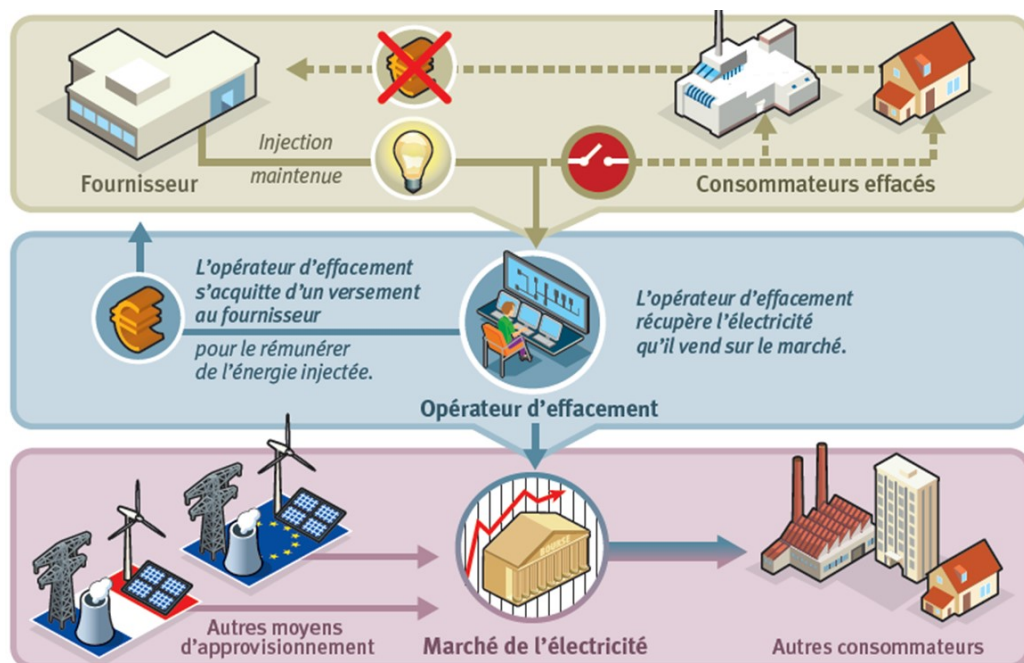 Injection
maintenue
Fournisseur
Consommateurs effacés
L'opérateur d'effacement
s'acquitte d'un versement
au fournisseur
pour le rémunérer
de l'énergie injectée.
L'opérateur d'effacement
récupère l'électricité
qu'il vend sur le marché.
Opérateur d'effacement
BOURSE
Autres moyens
d'approvisionnement
Marché de l'électricité
Autres consommateurs